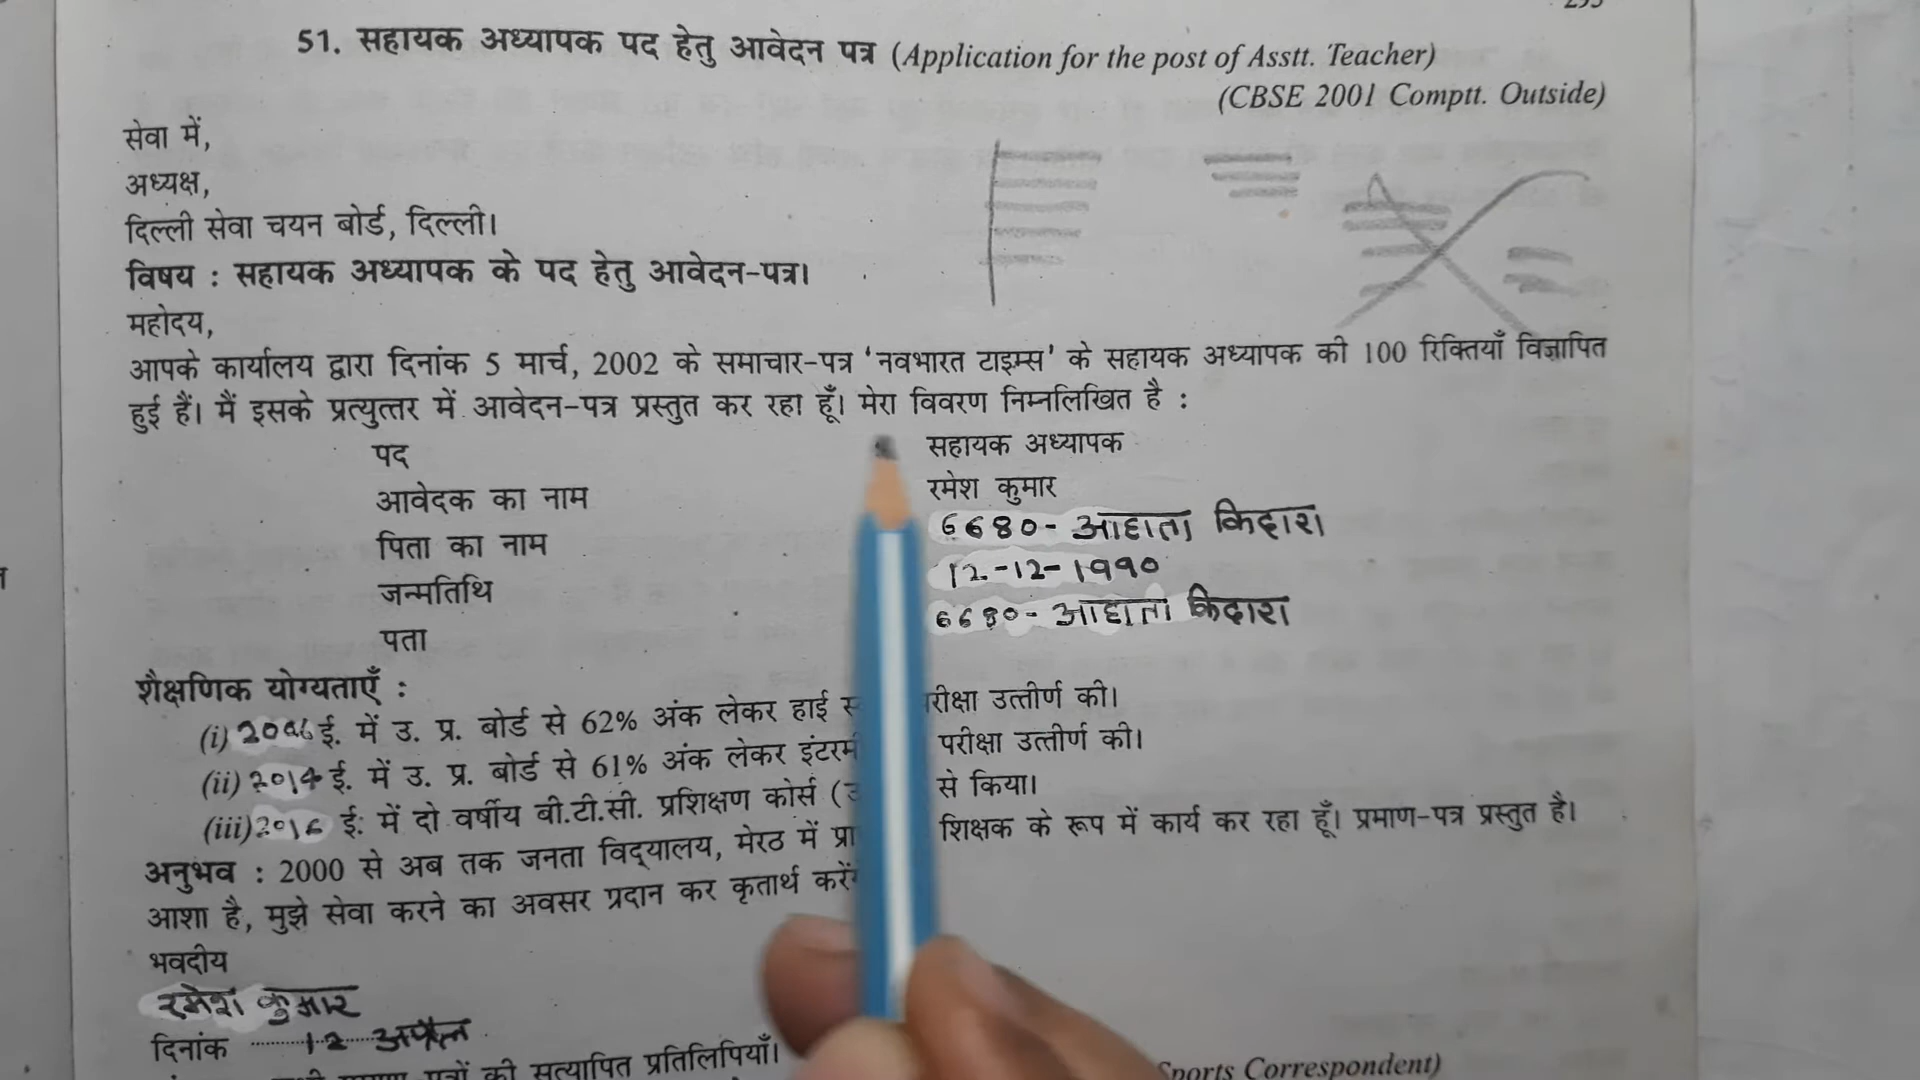 51. सहायक अध्यापक पद हेतु आवेदन पत्र (Application for the post of Asstt. Teacher)
(CBSE 2001 Comptt. Outside)
सेवा में,
अध्यक्ष,
दिल्ली सेवा चयन बोर्ड, दिल्ली।
विषय : सहायक अध्यापक के पद हेतु आवेदन-पत्र।
महोदय,
आपके कार्यालय द्वारा दिनांक 5 मार्च, 2002 के समाचार-पत्र 'नवभारत टाइम्स' के सहायक अध्यापक की 100 रिक्तियाँ विज्ञापित
हुई हैं। मैं इसके प्रत्युत्तर में आवेदन-पत्र प्रस्तुत कर रहा हूँ। मेरा विवरण निम्नलिखित है :
पद सहायक अध्यापक
आवेदक का नाम रमेश कुमार
पिता का नाम 6680- आहाता किदारा
जन्मतिथि 12-12-1990
पता 6680- आहाता किदारा
शैक्षणिक योग्यताएँ :
(i) ई. में उ. प्र. बोर्ड से 62% अंक लेकर हाई उत्तीर्ण की।
(ii) 2014 ई. में उ. प्र. बोर्ड से 61% अंक लेकर परीक्षा उत्तीर्ण की।
(iii) 2016 ई. में दो वर्षीय बी.टी.सी. प्रशिक्षण कोर्स से किया।
अनुभव : 2000 से अब तक जनता विद्यालय, मेरठ में शिक्षक के रूप में कार्य कर रहा हूँ। प्रमाण-पत्र प्रस्तुत है।
आशा है, मुझे सेवा करने का अवसर प्रदान कर कृतार्थ
भवदीय
रमेश कुमार
दिनांक 12 अप्रैल
की सत्यापित प्रतिलिपियाँ।
Sports Correspondent)